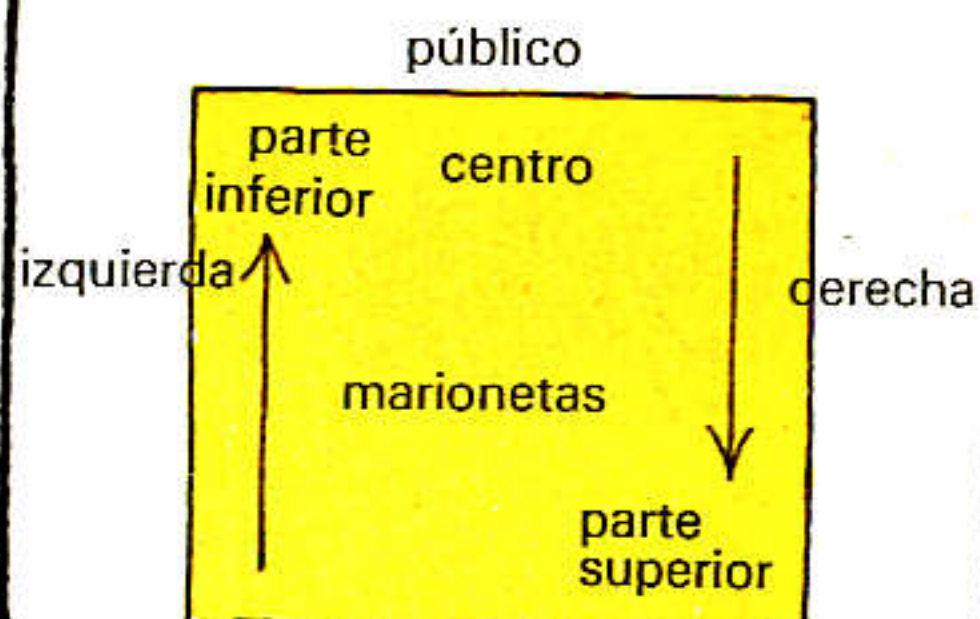 público
parte
inferior
centro
izquierda
derecha
marionetas
parte
superior